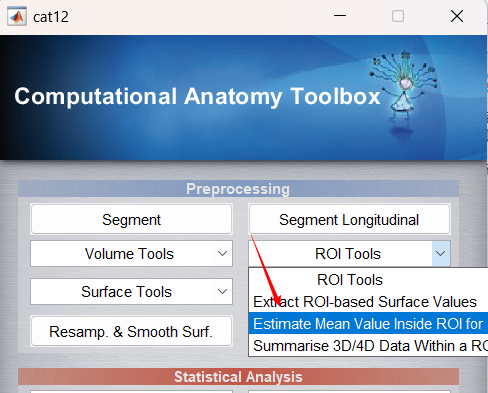 cat12
Computational Anatomy Toolbox
Preprocessing
Segment
Segment Longitudinal
Volume Tools
ROI Tools
ROI Tools
Surface Tools
Extract ROI-based Surface Values
Estimate Mean Value Inside ROI for
Resamp. & Smooth Surf.
Summarise 3D/4D Data Within a RO
Statistical Analysis